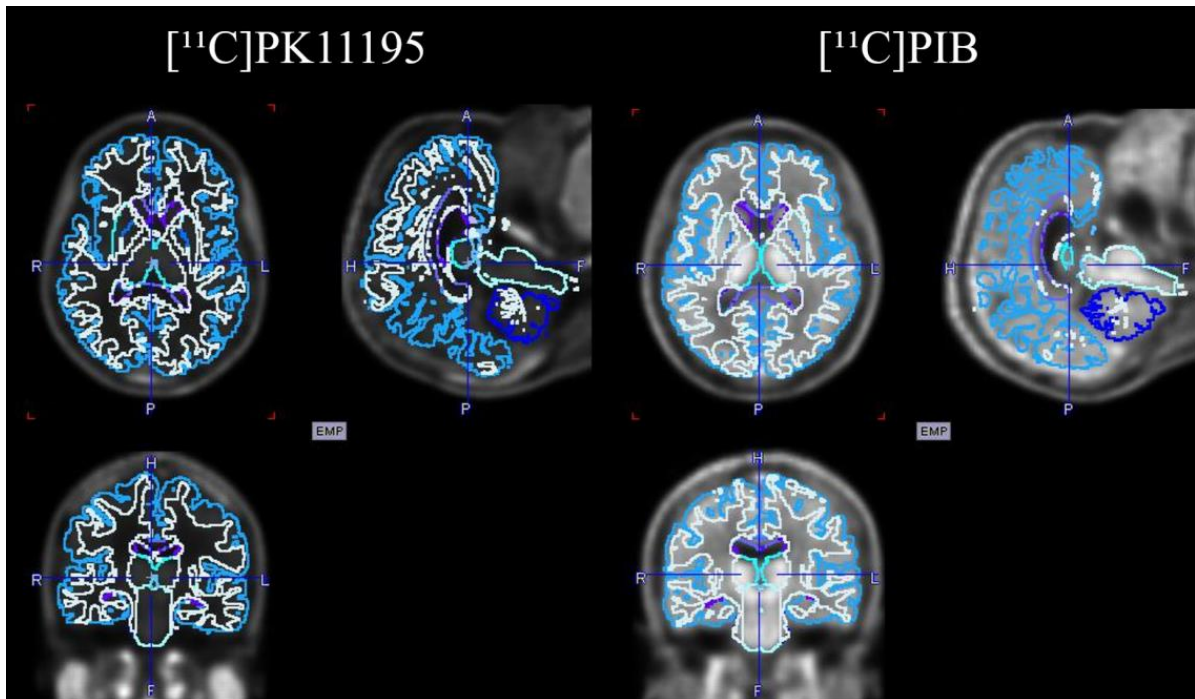 [¹¹C]PK11195 [¹¹C]PIB
A A A A
R L H F R L H F
P P P P
EMP EMP
H H
R L R L
F F